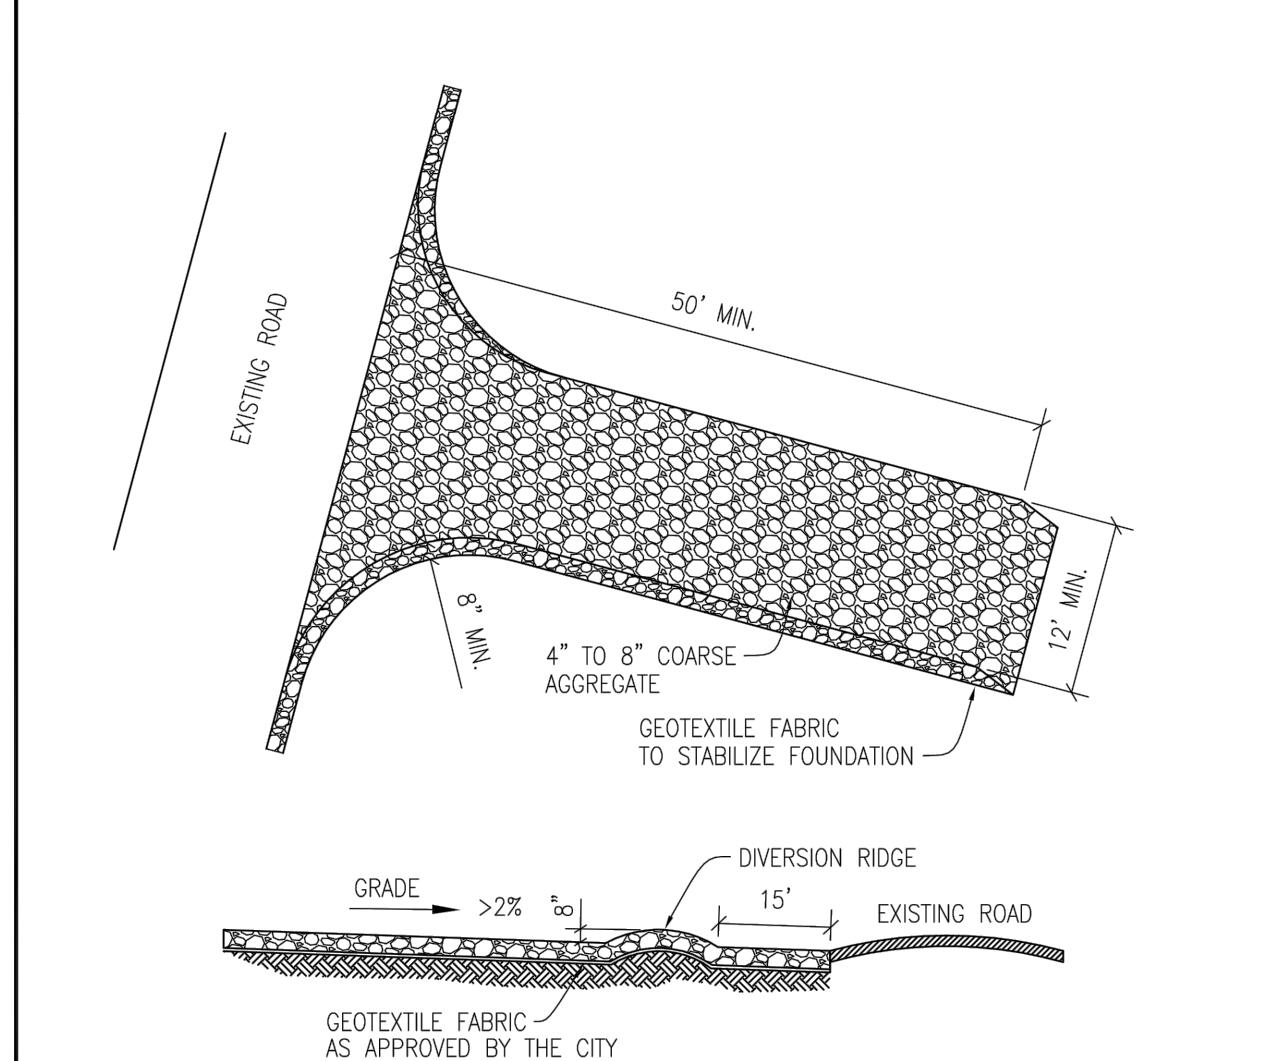 50' MIN.
EXISTING ROAD
12' MIN.
8" MIN.
4" TO 8" COARSE
AGGREGATE
GEOTEXTILE FABRIC
TO STABILIZE FOUNDATION
DIVERSION RIDGE
GRADE
>2%
8"
15'
EXISTING ROAD
GEOTEXTILE FABRIC
AS APPROVED BY THE CITY